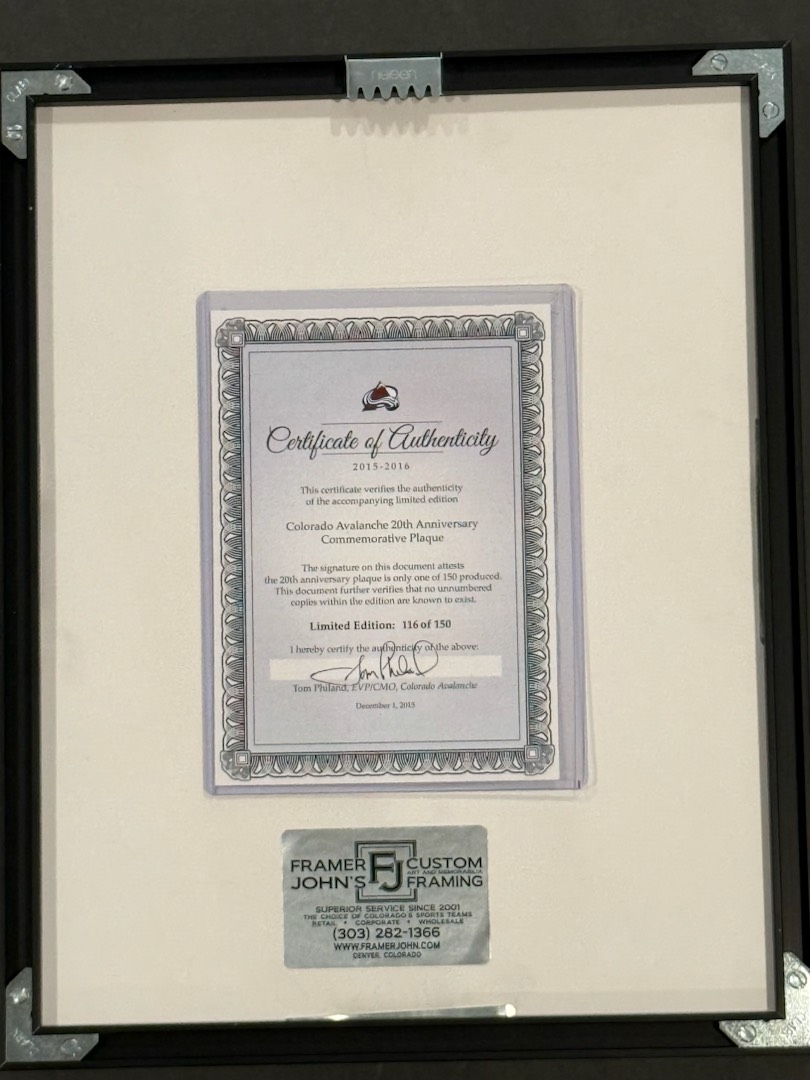 nielsen
Certificate of Authenticity
2015-2016
This certificate verifies the authenticity
of the accompanying limited edition
Colorado Avalanche 20th Anniversary
Commemorative Plaque
The signature on this document attests
the 20th anniversary plaque is only one of 150 produced.
This document further verifies that no unnumbered
copies within the edition are known to exist.
Limited Edition: 116 of 150
I hereby certify the authenticity of the above:
Tom Philand
Tom Philand, EVP/CMO, Colorado Avalanche
December 1, 2015
FRAMER FJ CUSTOM
ART AND MEMORABILIA
JOHN'S FRAMING
SUPERIOR SERVICE SINCE 2001
THE CHOICE OF COLORADO'S SPORTS TEAMS
RETAIL • CORPORATE • WHOLESALE
(303) 282-1366
WWW.FRAMERJOHN.COM
DENVER, COLORADO